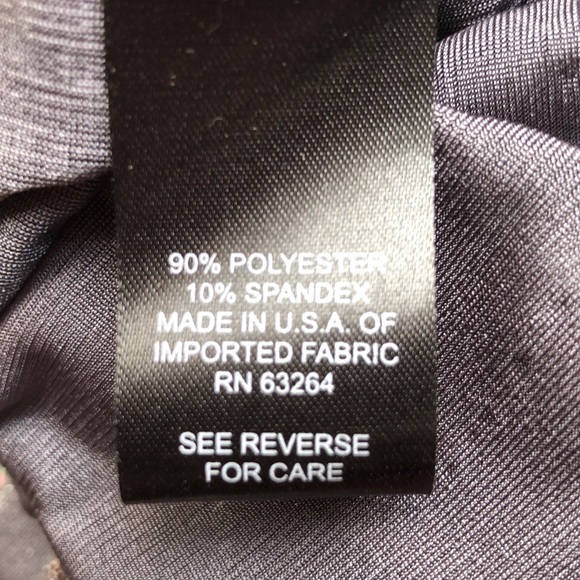 90% POLYESTER
10% SPANDEX
MADE IN U.S.A. OF
IMPORTED FABRIC
RN 63264
SEE REVERSE
FOR CARE